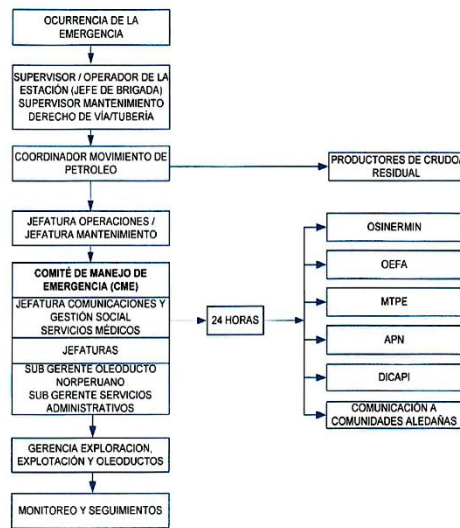 OCURRENCIA DE LA
EMERGENCIA
SUPERVISOR / OPERADOR DE LA
ESTACIÓN (JEFE DE BRIGADA)
SUPERVISOR MANTENIMIENTO
DERECHO DE VÍA/TUBERÍA
COORDINADOR MOVIMIENTO DE
PETROLEO
PRODUCTORES DE CRUDO/
RESIDUAL
JEFATURA OPERACIONES /
JEFATURA MANTENIMIENTO
COMITÉ DE MANEJO DE
EMERGENCIA (CME)
JEFATURA COMUNICACIONES Y
GESTIÓN SOCIAL
SERVICIOS MÉDICOS
JEFATURAS
SUB GERENTE OLEODUCTO
NORPERUANO
SUB GERENTE SERVICIOS
ADMINISTRATIVOS
24 HORAS
OSINERMIN
OEFA
MTPE
APN
DICAPI
COMUNICACIÓN A
COMUNIDADES ALEDAÑAS
GERENCIA EXPLORACION,
EXPLOTACIÓN Y OLEODUCTOS
MONITOREO Y SEGUIMIENTOS